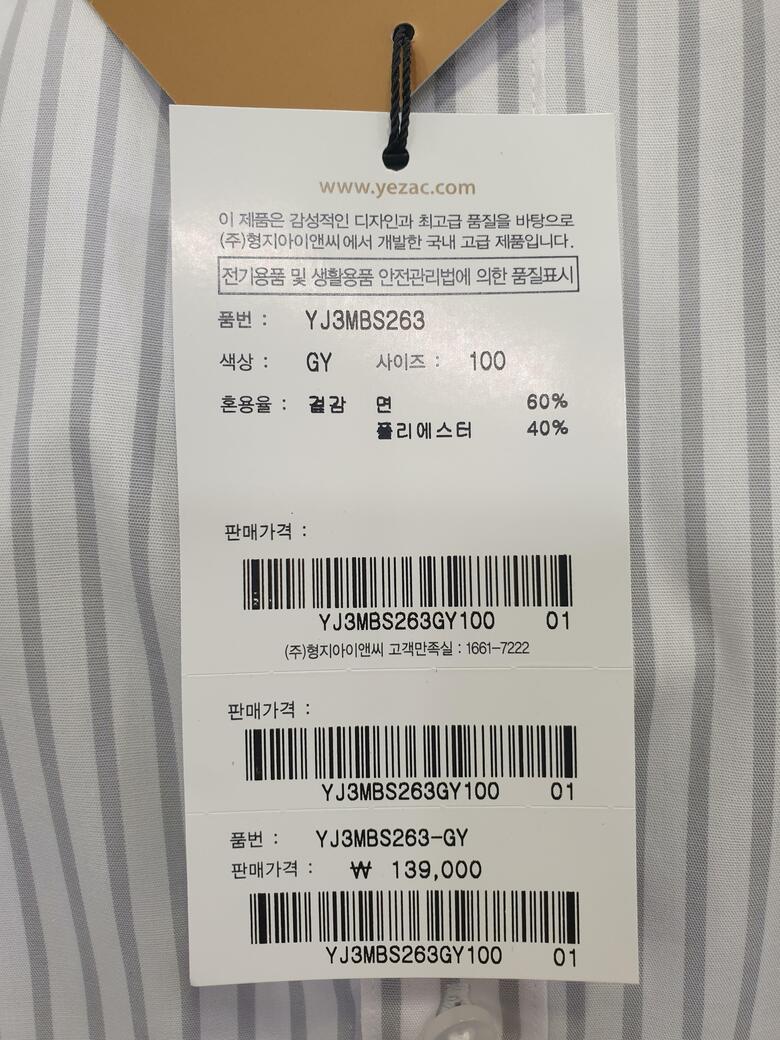 www.yezac.com
이 제품은 감성적인 디자인과 최고급 품질을 바탕으로
(주)형지아이앤씨에서 개발한 국내 고급 제품입니다.
전기용품 및 생활용품 안전관리법에 의한 품질표시
품번 : YJ3MBS263
색상 : GY 사이즈 : 100
혼용율 : 겉감 면 60%
폴리에스터 40%
판매가격 :
YJ3MBS263GY100 01
(주)형지아이앤씨 고객만족실 : 1661-7222
판매가격 :
YJ3MBS263GY100 01
품번 : YJ3MBS263-GY
판매가격 : ₩ 139,000
YJ3MBS263GY100 01